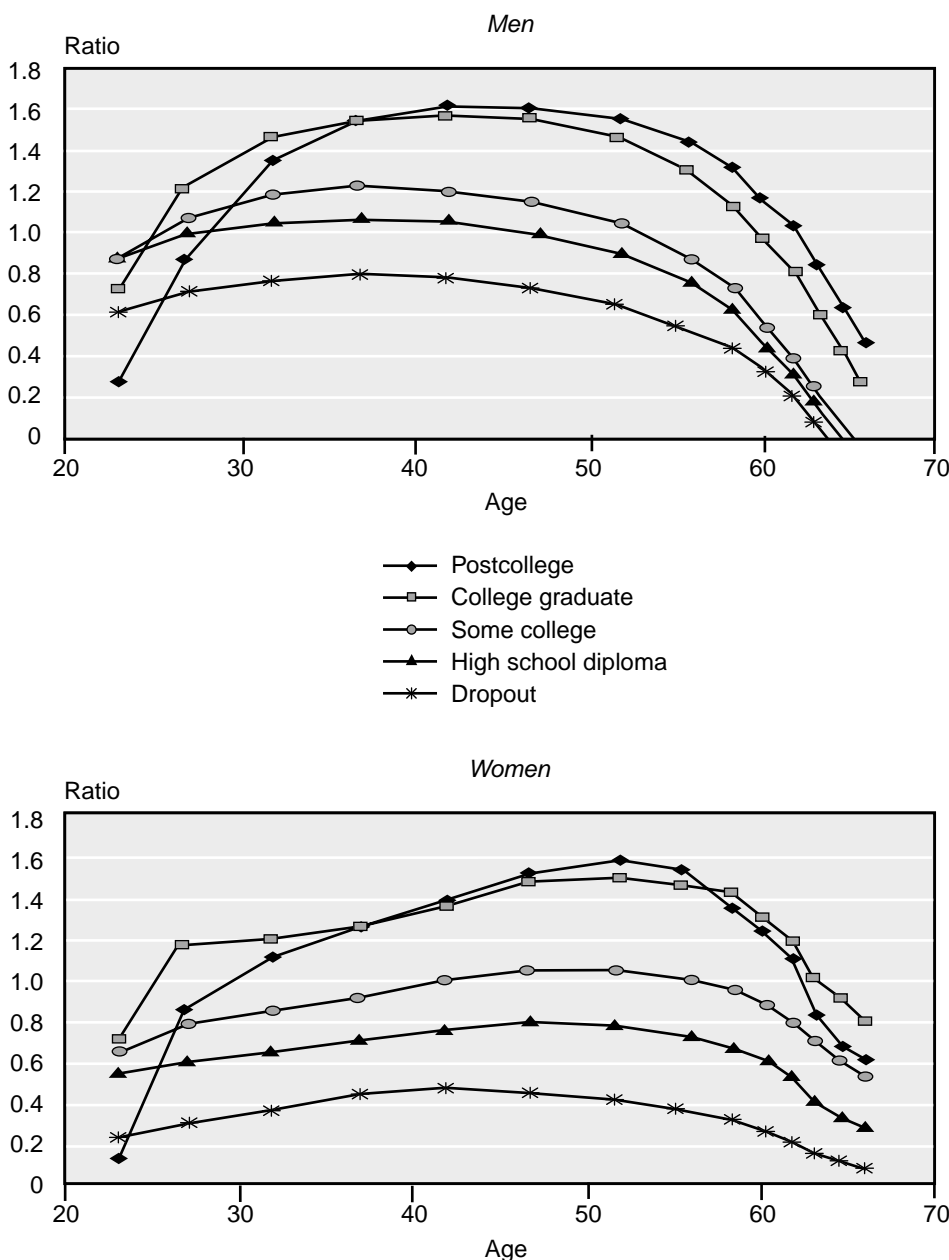 Men
Ratio
1.8
1.6
1.4
1.2
1.0
0.8
0.6
0.4
0.2
0
20 30 40 50 60 70
Age
Postcollege
College graduate
Some college
High school diploma
Dropout
Women
Ratio
1.8
1.6
1.4
1.2
1.0
0.8
0.6
0.4
0.2
0
20 30 40 50 60 70
Age